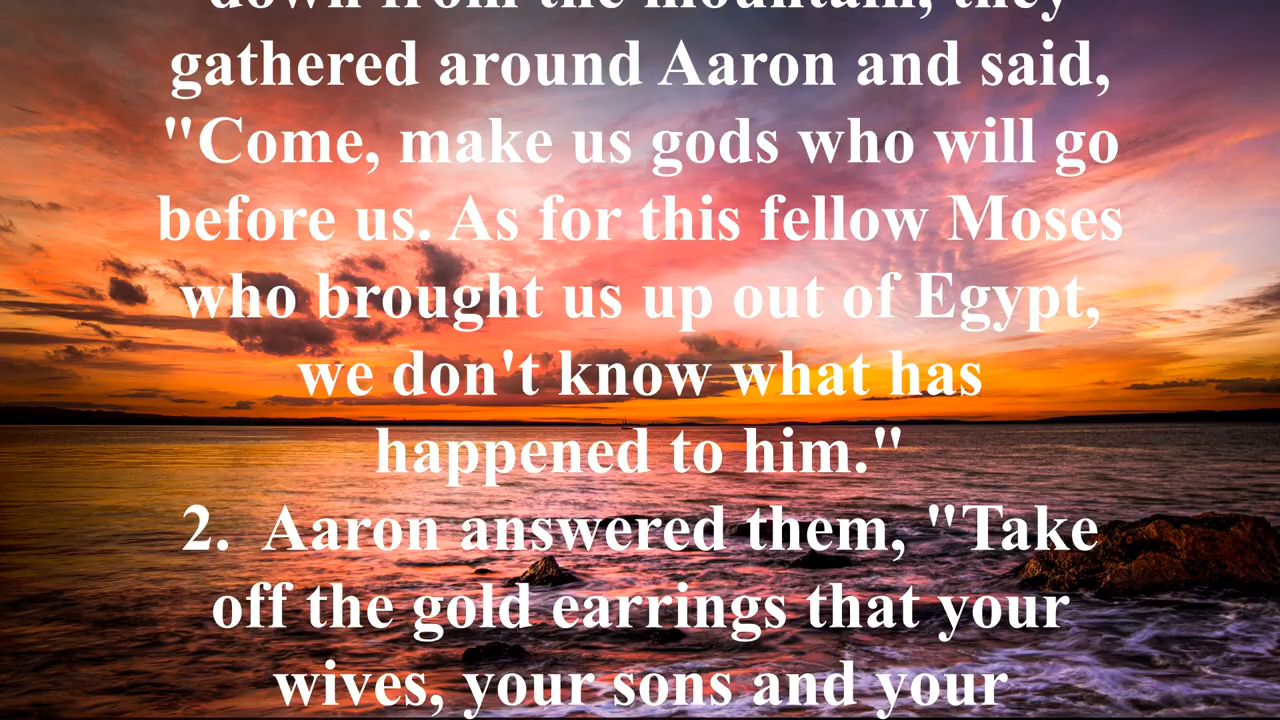 down from the mountain, they
gathered around Aaron and said,
"Come, make us gods who will go
before us. As for this fellow Moses
who brought us up out of Egypt,
we don't know what has
happened to him."
2.  Aaron answered them, "Take
off the gold earrings that your
wives, your sons and your